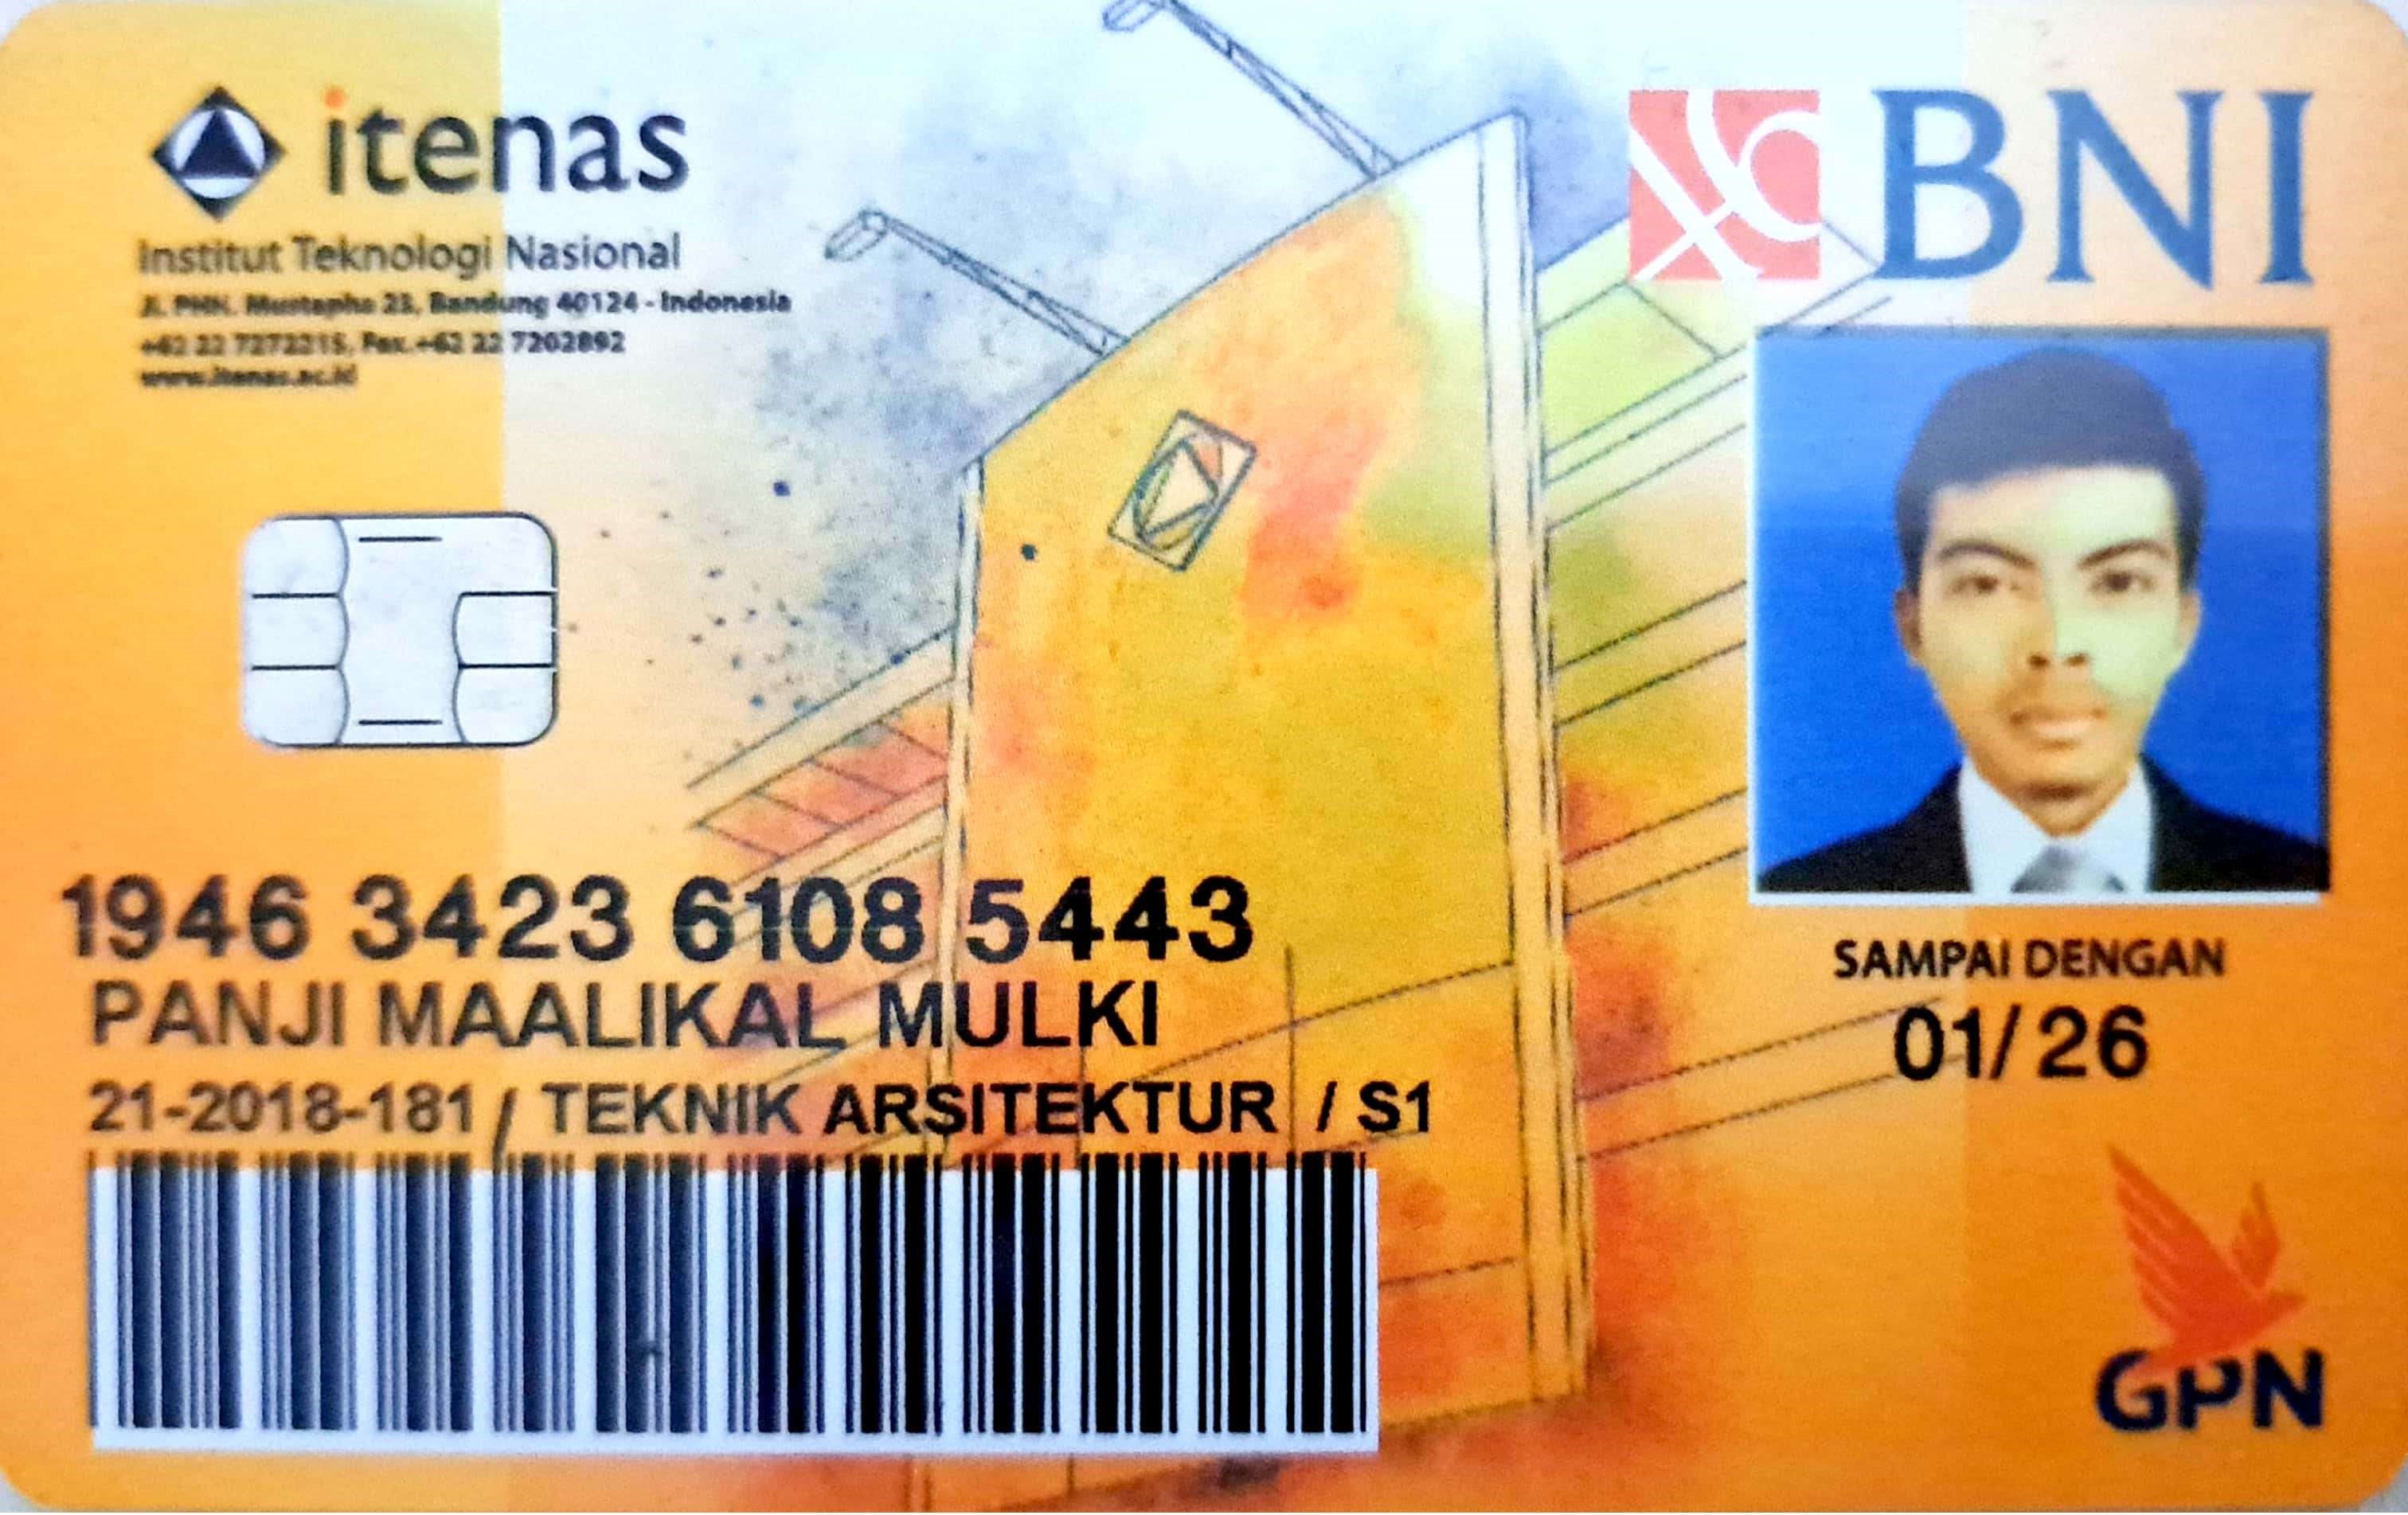 itenas
Institut Teknologi Nasional
Jl. PHH. Mustapha 23, Bandung 40124 - Indonesia
+62 22 7272215, Fax.+62 22 7202892
www.itenas.ac.id
BNI
1946 3423 6108 5443
PANJI MAALIKAL MULKI
21-2018-181 / TEKNIK ARSITEKTUR / S1
SAMPAI DENGAN
01/ 26
GPN